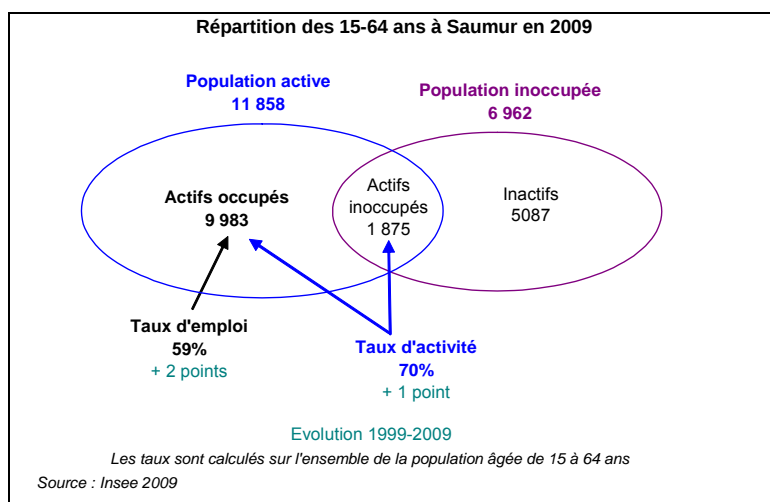 Répartition des 15-64 ans à Saumur en 2009
Population active
11 858
Population inoccupée
6 962
Actifs occupés
9 983
Actifs
inoccupés
1 875
Inactifs
5087
Taux d'emploi
59%
+ 2 points
Taux d'activité
70%
+ 1 point
Evolution 1999-2009
Les taux sont calculés sur l'ensemble de la population âgée de 15 à 64 ans
Source : Insee 2009